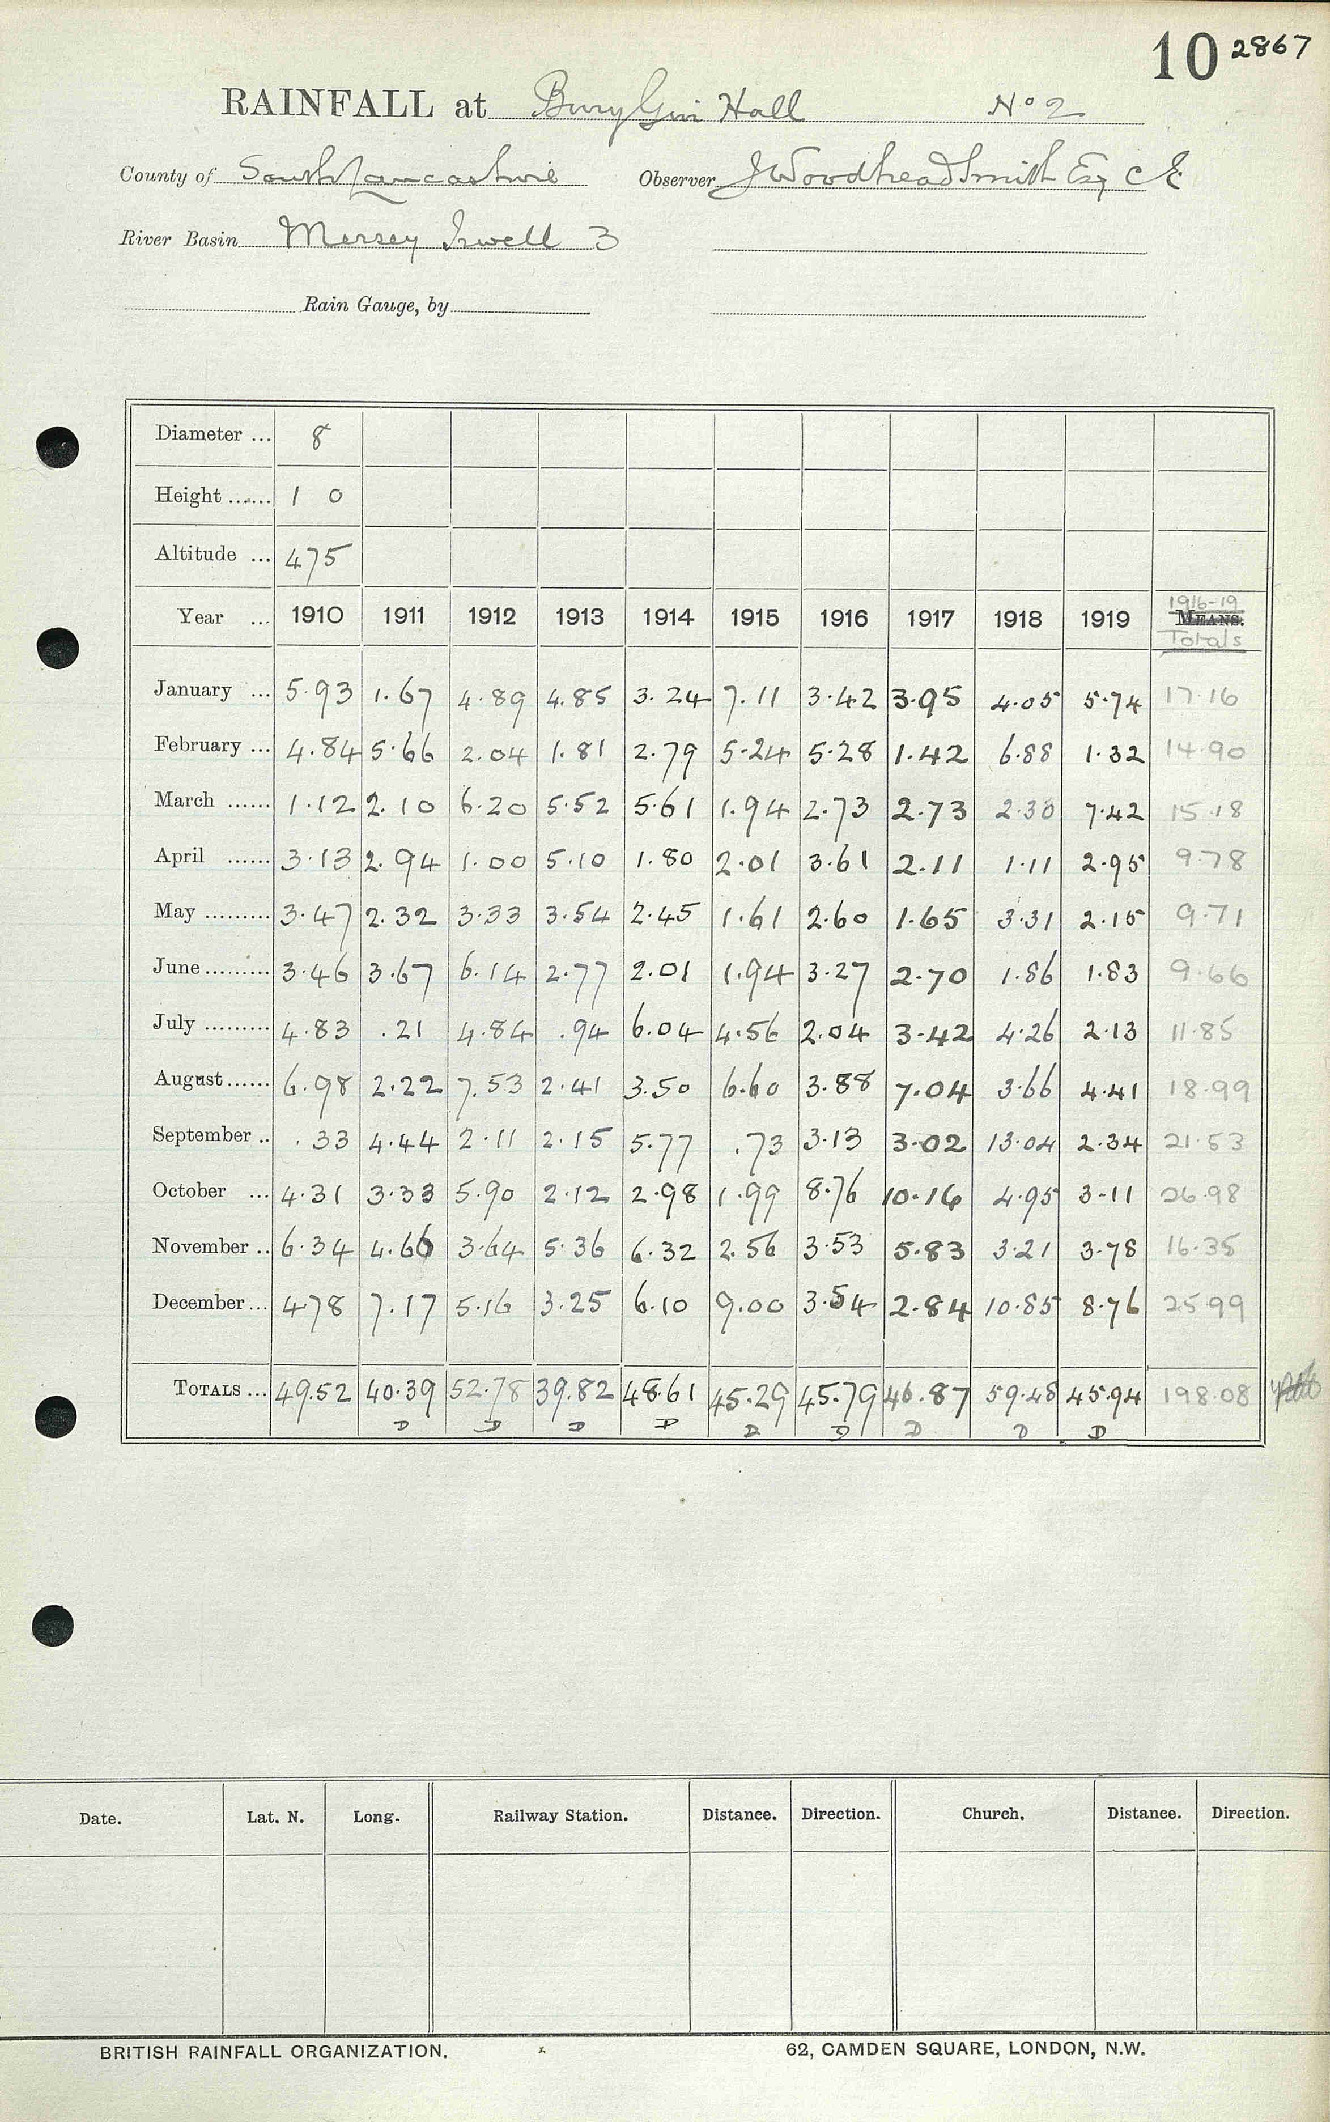 10 2867
RAINFALL at Bury Gin Hall No 2
County of South Lancashire Observer J Woodhead Smith Esq C E
River Basin Mersey Irwell 3
Rain Gauge, by
Diameter ... 8
Height ...... 1 0
Altitude ... 475
Year ... 1910 1911 1912 1913 1914 1915 1916 1917 1918 1919 1916-19 MEANS. Totals
January ... 5.93 1.67 4.89 4.85 3.24 7.11 3.42 3.95 4.05 5.74 17.16
February ... 4.84 5.66 2.04 1.81 2.79 5.24 5.28 1.42 6.88 1.32 14.90
March ...... 1.12 2.10 6.20 5.52 5.61 1.94 2.73 2.73 2.30 7.42 15.18
April ...... 3.13 2.94 1.00 5.10 1.80 2.01 3.61 2.11 1.11 2.95 9.78
May ......... 3.47 2.32 3.33 3.54 2.45 1.61 2.60 1.65 3.31 2.15 9.71
June ......... 3.46 3.67 6.14 2.77 2.01 1.94 3.27 2.70 1.86 1.83 9.66
July ......... 4.83 .21 4.84 .94 6.04 4.56 2.04 3.42 4.26 2.13 11.85
August ...... 6.98 2.22 7.53 2.41 3.50 6.60 3.88 7.04 3.66 4.41 18.99
September .. .33 4.44 2.11 2.15 5.77 .73 3.13 3.02 13.04 2.34 21.53
October ... 4.31 3.33 5.90 2.12 2.98 1.99 8.76 10.16 4.95 3.11 26.98
November .. 6.34 4.66 3.64 5.36 6.32 2.56 3.53 5.83 3.21 3.78 16.35
December ... 478 7.17 5.16 3.25 6.10 9.00 3.54 2.84 10.85 8.76 25.99
TOTALS ... 49.52 40.39 52.78 39.82 48.61 45.29 45.79 46.87 59.48 45.94 198.08
D D D D D D D D D
Date. Lat. N. Long. Railway Station. Distance. Direction. Church. Distance. Direction.
BRITISH RAINFALL ORGANIZATION. 62, CAMDEN SQUARE, LONDON, N.W.